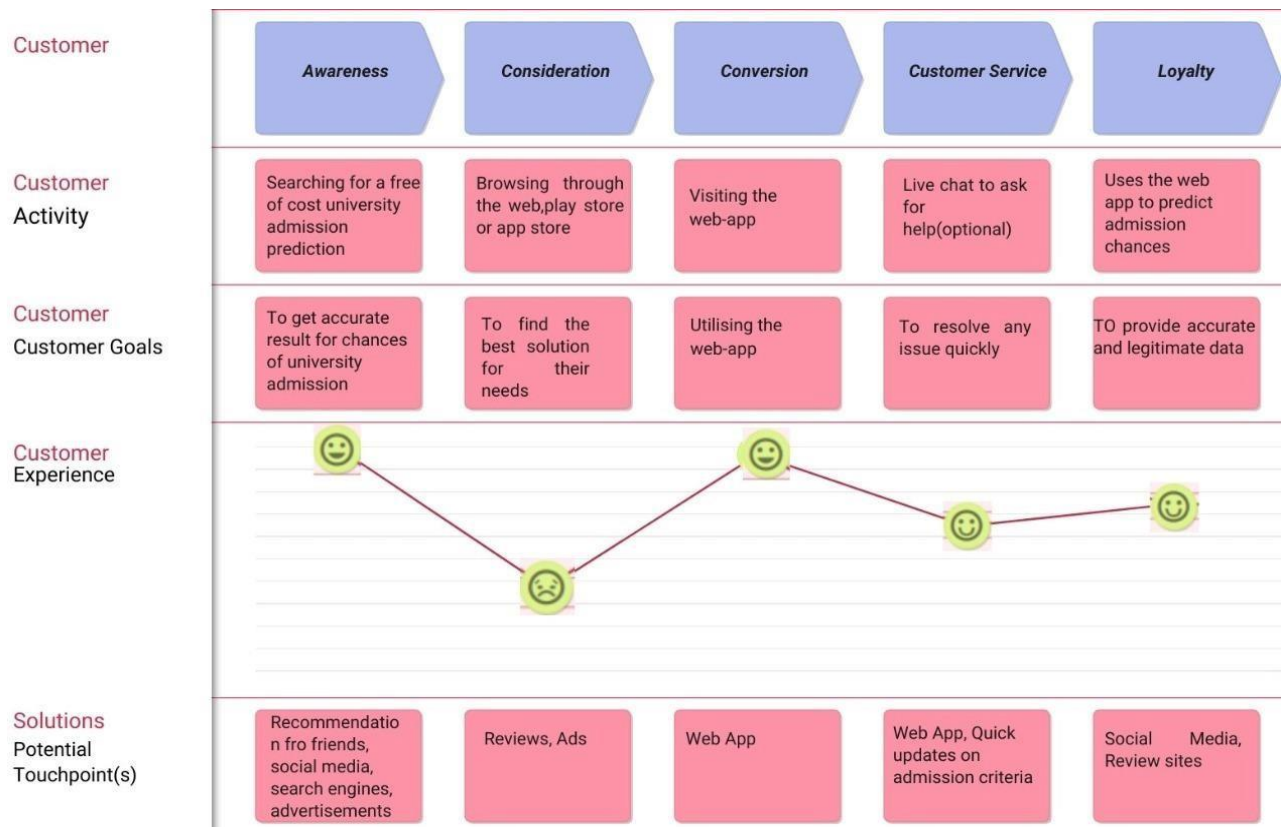 Customer
Awareness
Consideration
Conversion
Customer Service
Loyalty
Customer
Activity
Searching for a free
of cost university
admission
prediction
Browsing through
the web,play store
or app store
Visiting the
web-app
Live chat to ask
for
help(optional)
Uses the web
app to predict
admission
chances
Customer
Customer Goals
To get accurate
result for chances
of university
admission
To find the
best solution
for their
needs
Utilising the
web-app
To resolve any
issue quickly
TO provide accurate
and legitimate data
Customer
Experience
Solutions
Potential
Touchpoint(s)
Recommendatio
n fro friends,
social media,
search engines,
advertisements
Reviews, Ads
Web App
Web App, Quick
updates on
admission criteria
Social Media,
Review sites